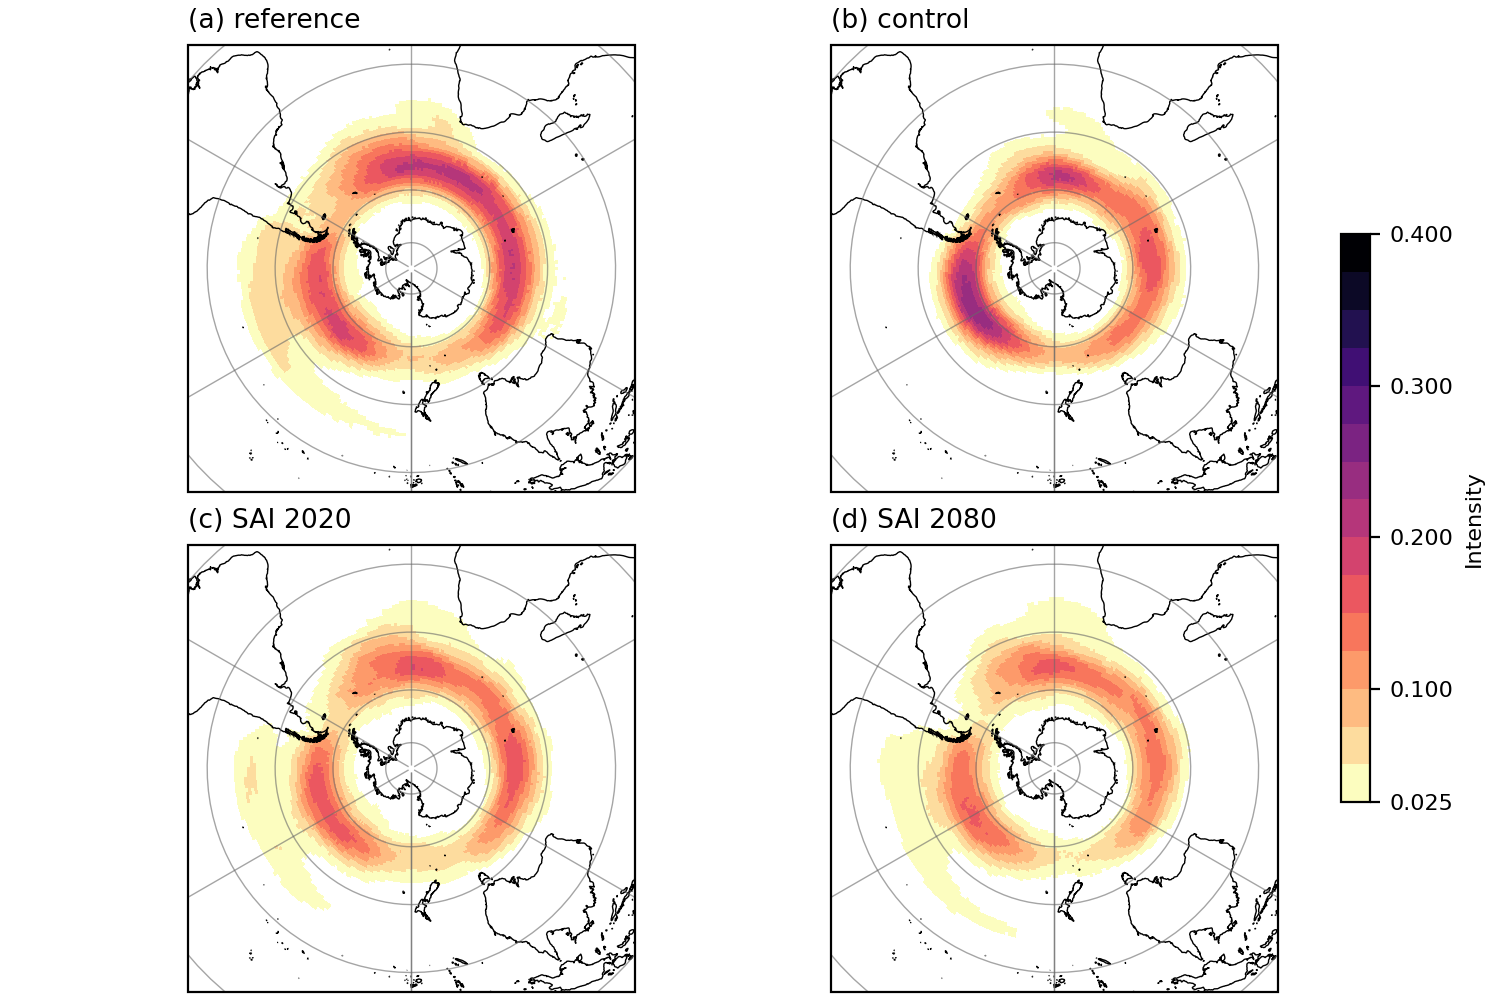 (a) reference
(b) control
(c) SAI 2020
(d) SAI 2080
0.400
0.300
0.200
0.100
0.025
Intensity